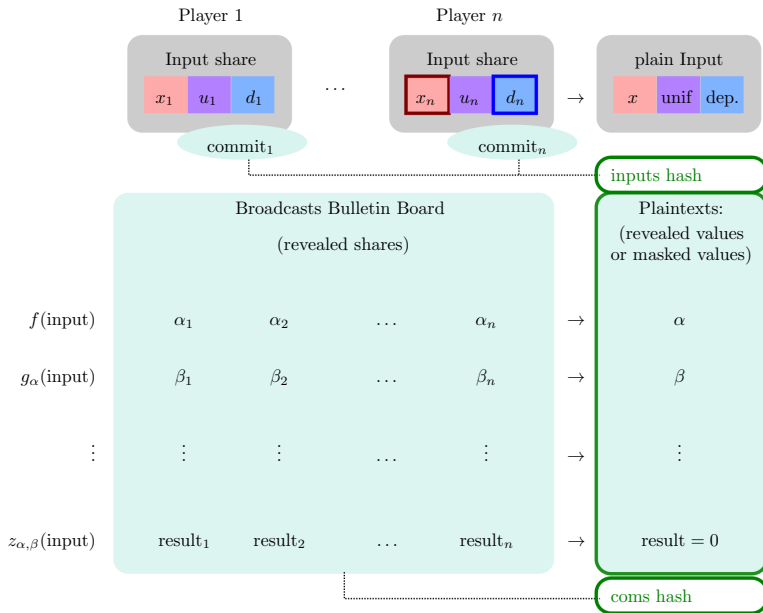 Player 1 Player n
Input share Input share plain Input
x₁ u₁ d₁ … xₙ uₙ dₙ → x unif dep.
commit₁ commitₙ
inputs hash
Broadcasts Bulletin Board Plaintexts:
(revealed shares) (revealed values
or masked values)
f(input) α₁ α₂ … αₙ → α
g_α(input) β₁ β₂ … βₙ → β
⋮ ⋮ ⋮ … ⋮ → ⋮
z_{α,β}(input) result₁ result₂ … resultₙ → result = 0
coms hash